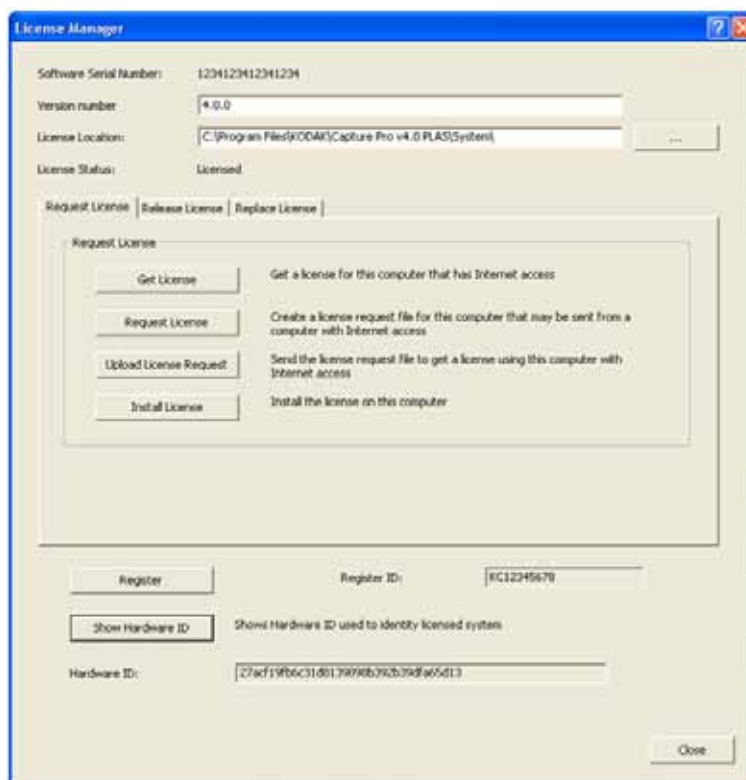 License Manager
Software Serial Number: 1234123412341234
Version number 4.0.0
License Location: C:\Program Files\KODAK\Capture Pro v4.0 PLAS\System\ ...
License Status: Licensed
Request License Release License Replace License
Request License
Get License Get a license for this computer that has Internet access
Request License Create a license request file for this computer that may be sent from a
computer with Internet access
Upload License Request Send the license request file to get a license using this computer with
Internet access
Install License Install the license on this computer
Register Register ID: KC12345678
Show Hardware ID Shows Hardware ID used to identity licensed system
Hardware ID:
Close